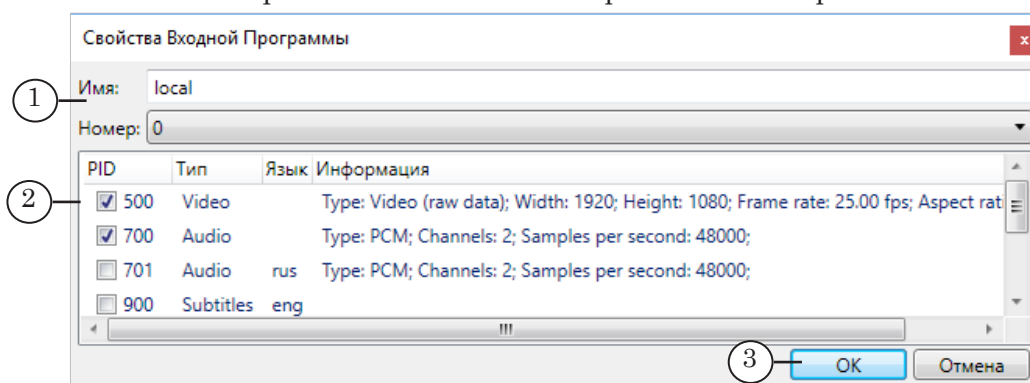 Свойства Входной Программы
x
1
Имя: local
Номер: 0
PID Тип Язык Информация
2
500 Video Type: Video (raw data); Width: 1920; Height: 1080; Frame rate: 25.00 fps; Aspect rati
700 Audio Type: PCM; Channels: 2; Samples per second: 48000;
701 Audio rus Type: PCM; Channels: 2; Samples per second: 48000;
900 Subtitles eng
3
OK Отмена